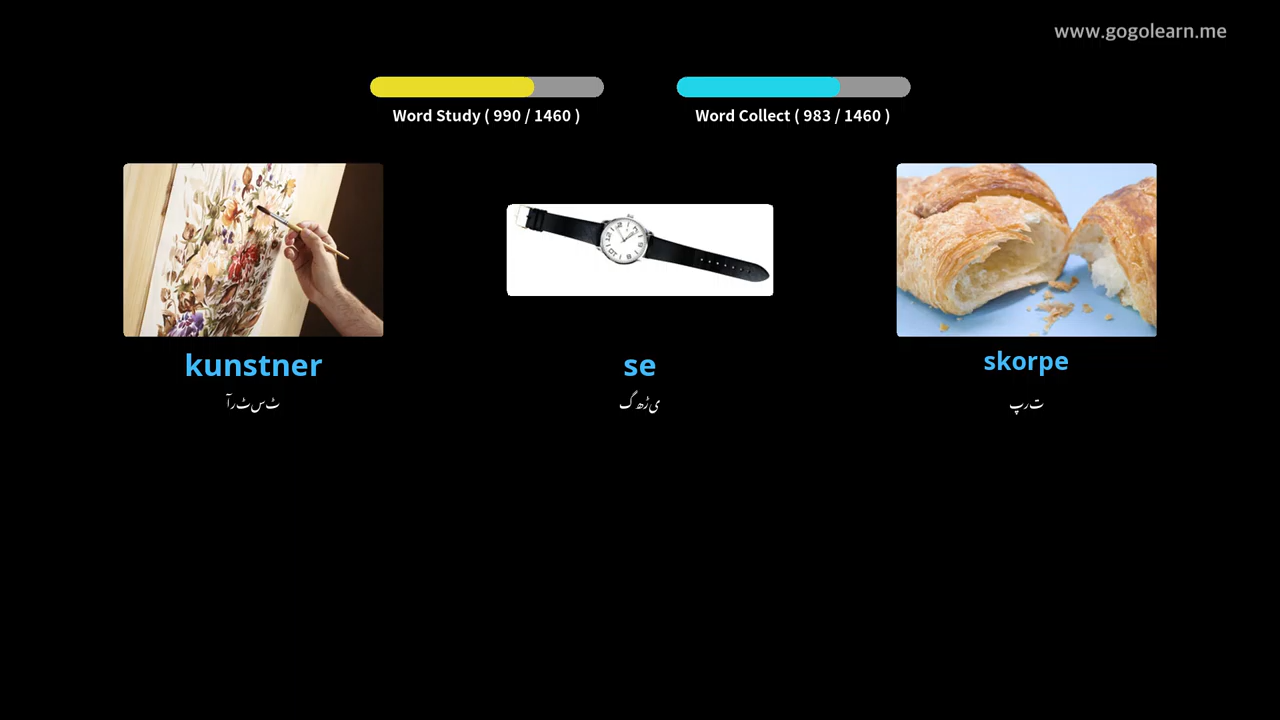 www.gogolearn.me
Word Study ( 990 / 1460 )
Word Collect ( 983 / 1460 )
kunstner
se
skorpe
آرٹسٹ
گھڑی
پرت